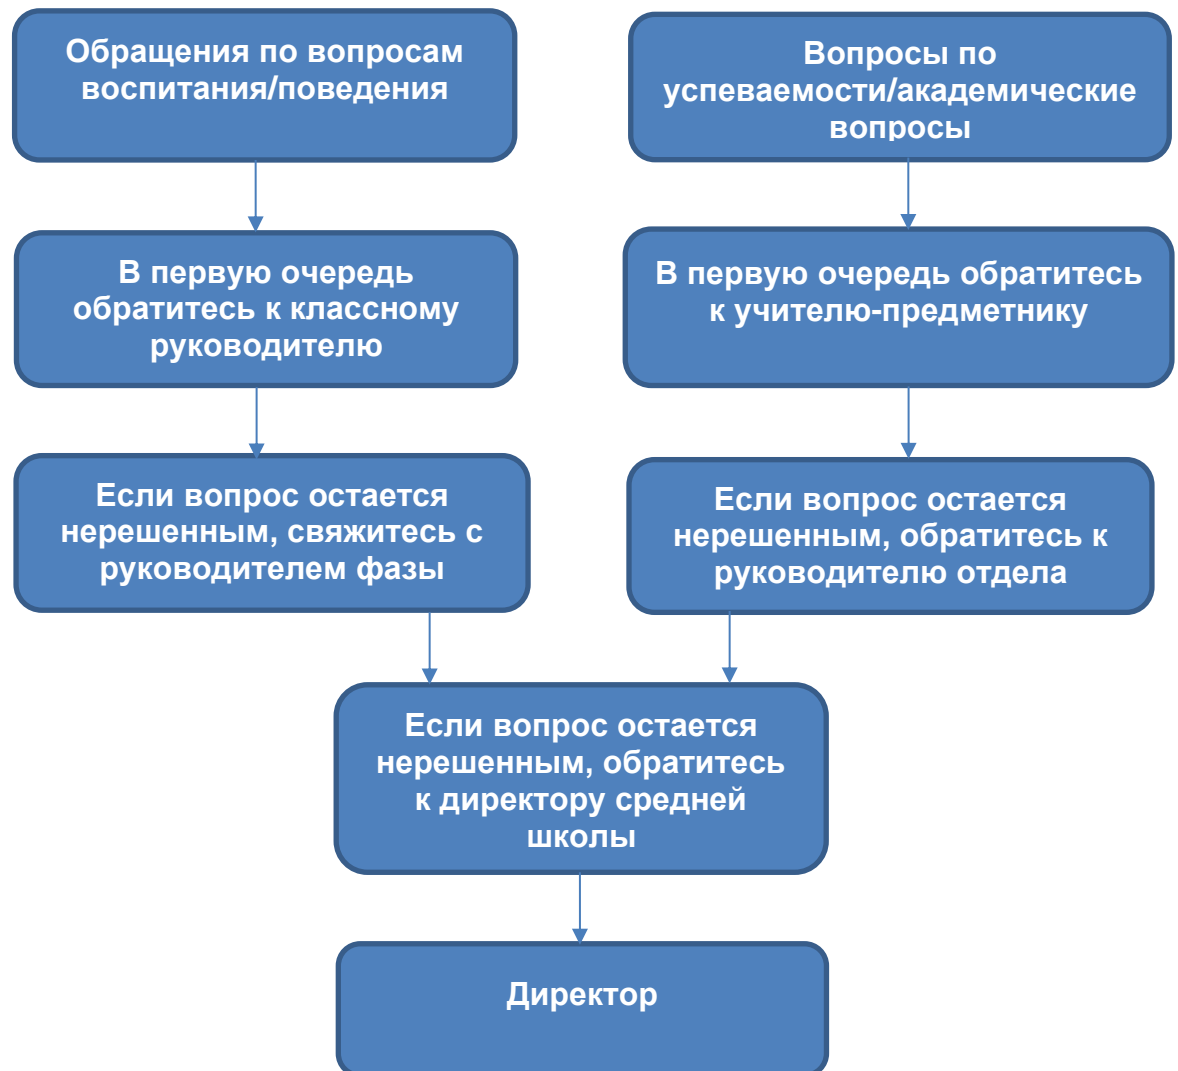 Обращения по вопросам
воспитания/поведения
Вопросы по
успеваемости/академические
вопросы
В первую очередь
обратитесь к классному
руководителю
В первую очередь обратитесь
к учителю-предметнику
Если вопрос остается
нерешенным, свяжитесь с
руководителем фазы
Если вопрос остается
нерешенным, обратитесь к
руководителю отдела
Если вопрос остается
нерешенным, обратитесь
к директору средней
школы
Директор